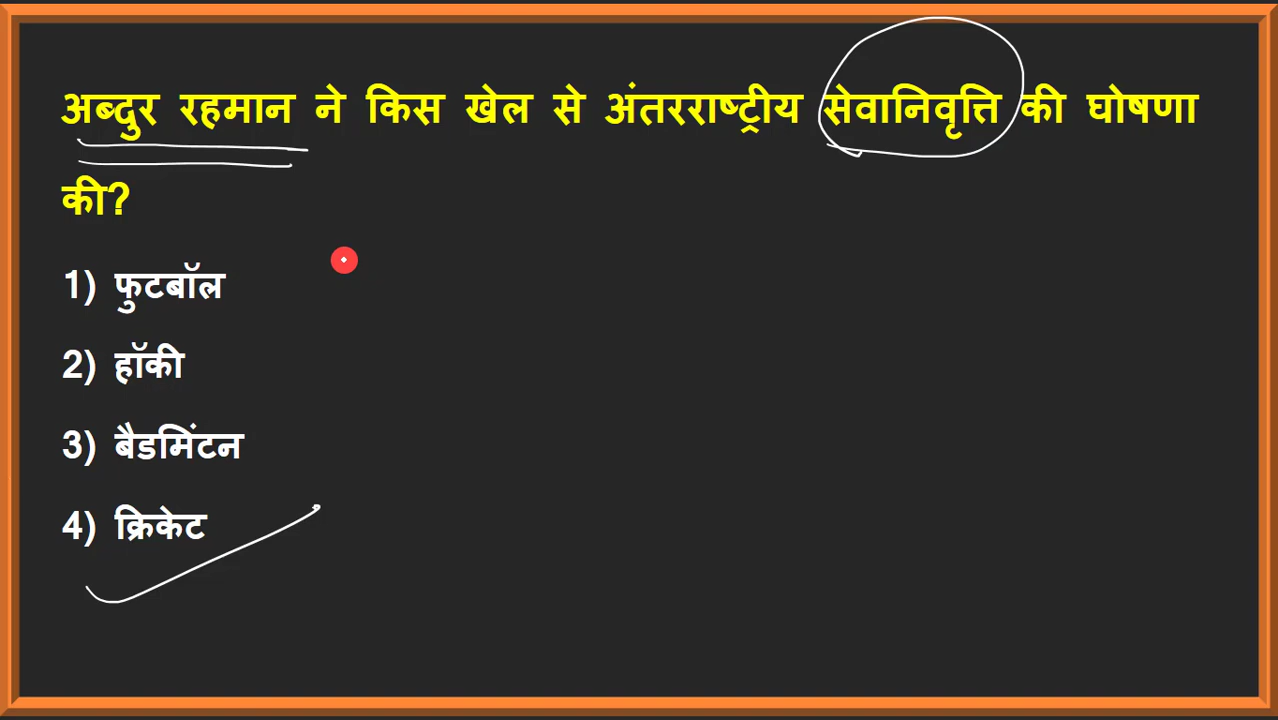 अब्दुर रहमान ने किस खेल से अंतरराष्ट्रीय सेवानिवृत्ति की घोषणा
की?
1) फुटबॉल
2) हॉकी
3) बैडमिंटन
4) क्रिकेट